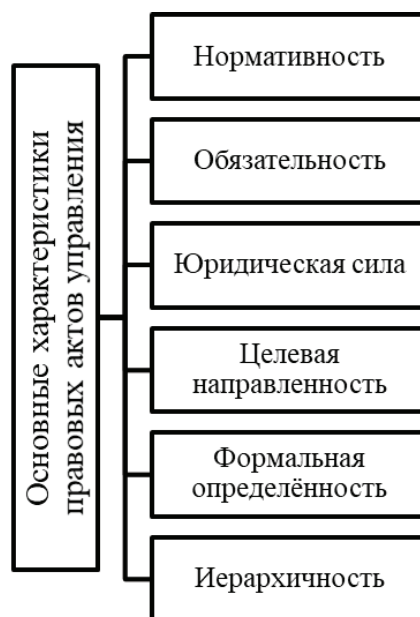 Основные характеристики
правовых актов управления
Нормативность
Обязательность
Юридическая сила
Целевая
направленность
Формальная
определённость
Иерархичность